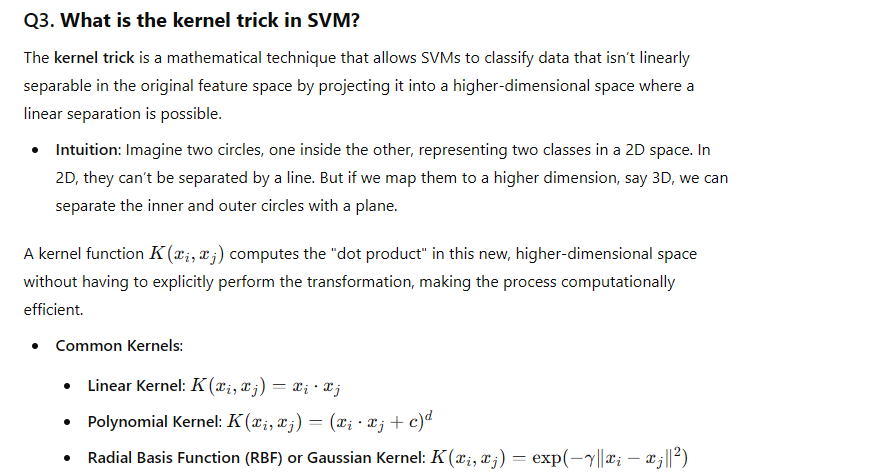 Q3. What is the kernel trick in SVM?
The kernel trick is a mathematical technique that allows SVMs to classify data that isn't linearly
separable in the original feature space by projecting it into a higher-dimensional space where a
linear separation is possible.
• Intuition: Imagine two circles, one inside the other, representing two classes in a 2D space. In
2D, they can't be separated by a line. But if we map them to a higher dimension, say 3D, we can
separate the inner and outer circles with a plane.
A kernel function K(xᵢ, xⱼ) computes the "dot product" in this new, higher-dimensional space
without having to explicitly perform the transformation, making the process computationally
efficient.
• Common Kernels:
• Linear Kernel: K(xᵢ, xⱼ) = xᵢ · xⱼ
• Polynomial Kernel: K(xᵢ, xⱼ) = (xᵢ · xⱼ + c)ᵈ
• Radial Basis Function (RBF) or Gaussian Kernel: K(xᵢ, xⱼ) = exp(−γ||xᵢ − xⱼ||²)